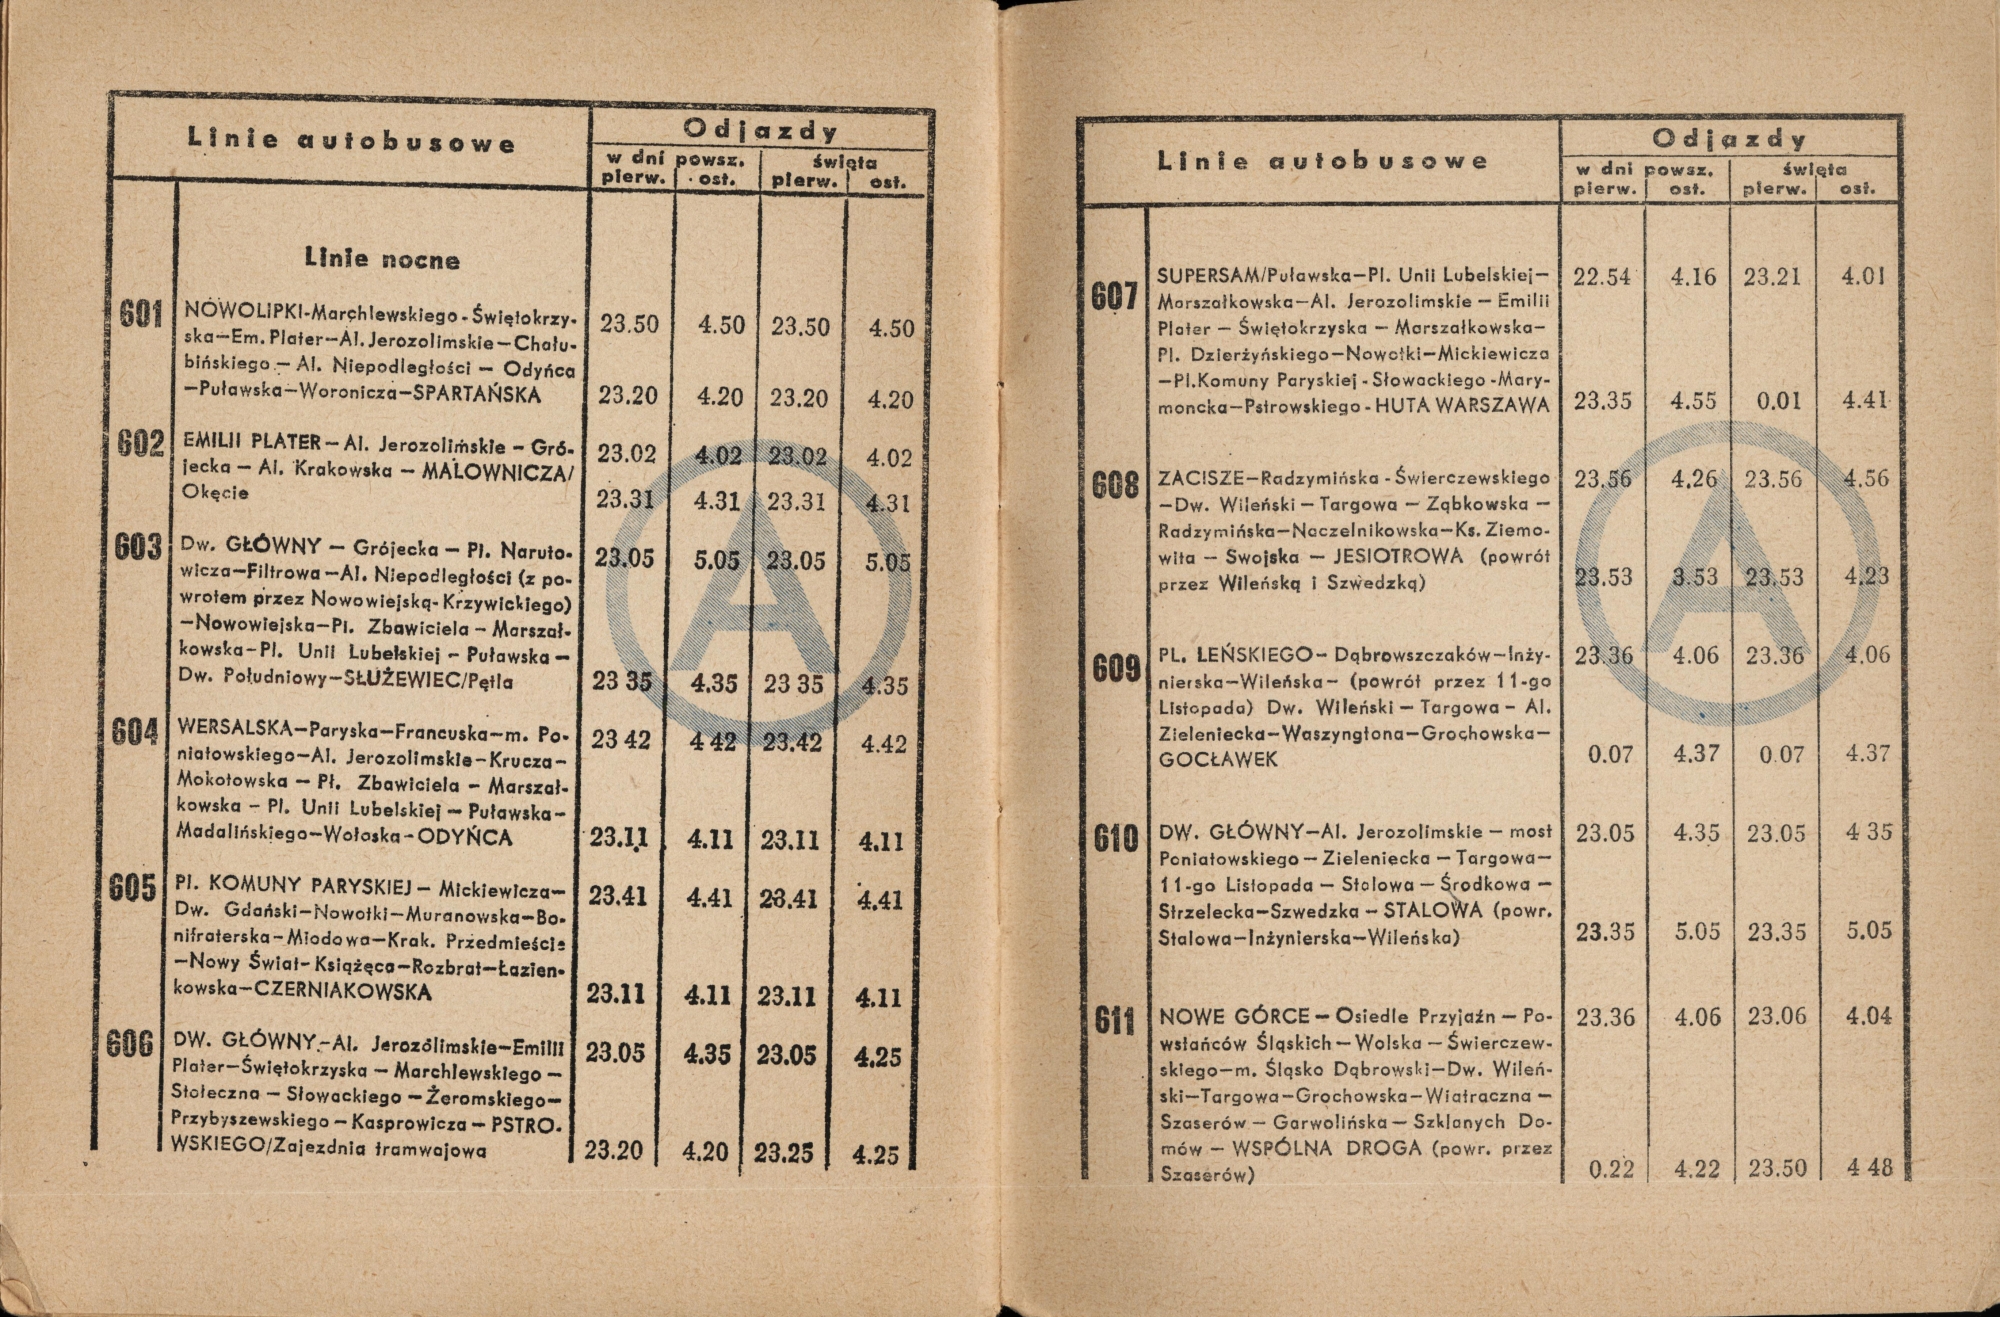 Linie autobusowe
Odjazdy
w dni powsz. święta
pierw. ost. pierw. ost.
Linie nocne
601 NOWOLIPKI-Marchlewskiego-Świętokrzy- 23.50 4.50 23.50 4.50
ska—Em. Plater—Al. Jerozolimskie—Chału-
bińskiego — Al. Niepodległości — Odyńca
—Puławska—Woronicza—SPARTAŃSKA 23.20 4.20 23.20 4.20
602 EMILII PLATER — Al. Jerozolimskie — Gró- 23.02 4.02 23.02 4.02
jecka — Al. Krakowska — MALOWNICZA/
Okęcie 23.31 4.31 23.31 4.31
603 Dw. GŁÓWNY — Grójecka — Pl. Naruto- 23.05 5.05 23.05 5.05
wicza—Filtrowa—Al. Niepodległości (z po-
wrotem przez Nowowiejską-Krzywickiego)
—Nowowiejska—Pl. Zbawiciela — Marszał-
kowska—Pl. Unii Lubelskiej — Puławska —
Dw. Południowy—SŁUŻEWIEC/Pętla 23 35 4.35 23 35 4.35
604 WERSALSKA—Paryska—Francuska—m. Po- 23 42 4 42 23.42 4.42
niatowskiego—Al. Jerozolimskie—Krucza—
Mokotowska — Pl. Zbawiciela — Marszał-
kowska — Pl. Unii Lubelskiej — Puławska—
Madalińskiego—Wołoska—ODYŃCA 23.11 4.11 23.11 4.11
605 Pl. KOMUNY PARYSKIEJ — Mickiewicza— 23.41 4.41 23.41 4.41
Dw. Gdański—Nowotki—Muranowska—Bo-
nifraterska—Miodowa—Krak. Przedmieście
—Nowy Świat—Książęca—Rozbrat—Łazien-
kowska—CZERNIAKOWSKA 23.11 4.11 23.11 4.11
606 DW. GŁÓWNY—Al. Jerozolimskie—Emilii 23.05 4.35 23.05 4.25
Plater—Świętokrzyska — Marchlewskiego —
Stołeczna — Słowackiego — Żeromskiego—
Przybyszewskiego — Kasprowicza — PSTRO-
WSKIEGO/Zajezdnia tramwajowa 23.20 4.20 23.25 4.25
Linie autobusowe
Odjazdy
w dni powsz. święta
pierw. ost. pierw. ost.
607 SUPERSAM/Puławska—Pl. Unii Lubelskiej— 22.54 4.16 23.21 4.01
Marszałkowska—Al. Jerozolimskie — Emilii
Plater — Świętokrzyska — Marszałkowska—
Pl. Dzierżyńskiego—Nowotki—Mickiewicza
—Pl.Komuny Paryskiej-Słowackiego-Mary-
moncka—Pstrowskiego-HUTA WARSZAWA 23.35 4.55 0.01 4.41
608 ZACISZE—Radzymińska-Świerczewskiego 23.56 4.26 23.56 4.56
—Dw. Wileński — Targowa — Ząbkowska —
Radzymińska—Naczelnikowska—Ks. Ziemo-
wita — Swojska — JESIOTROWA (powrót
przez Wileńską i Szwedzką) 23.53 3.53 23.53 4.23
609 PL. LEŃSKIEGO — Dąbrowszczaków—Inży- 23.36 4.06 23.36 4.06
nierska—Wileńska— (powrót przez 11-go
Listopada) Dw. Wileński — Targowa — Al.
Zieleniecka—Waszyngtona—Grochowska—
GOCŁAWEK 0.07 4.37 0.07 4.37
610 DW. GŁÓWNY—Al. Jerozolimskie — most 23.05 4.35 23.05 4 35
Poniatowskiego — Zieleniecka — Targowa—
11-go Listopada — Stalowa — Środkowa —
Strzelecka—Szwedzka — STALOWA (powr.
Stalowa—Inżynierska—Wileńska) 23.35 5.05 23.35 5.05
611 NOWE GÓRCE — Osiedle Przyjaźn — Po- 23.36 4.06 23.06 4.04
wstańców Śląskich — Wolska — Świerczew-
skiego—m. Śląsko Dąbrowski—Dw. Wileń-
ski—Targowa—Grochowska—Wiatraczna —
Szaserów — Garwolińska — Szklanych Do-
mów — WSPÓLNA DROGA (powr. przez
Szaserów) 0.22 4.22 23.50 4 48
A
A